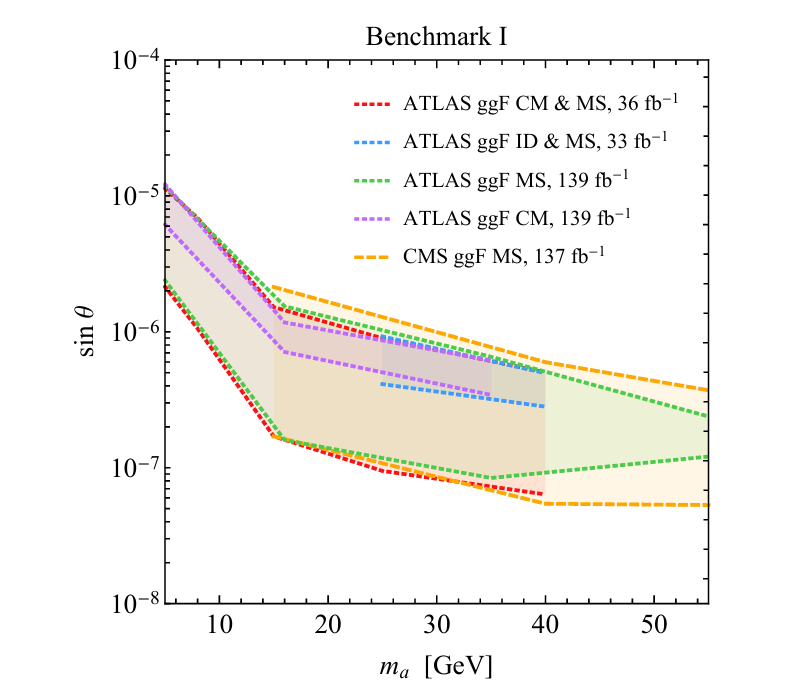 Benchmark I
10⁻⁴
10⁻⁵
10⁻⁶
10⁻⁷
10⁻⁸
sin θ
ATLAS ggF CM & MS, 36 fb⁻¹
ATLAS ggF ID & MS, 33 fb⁻¹
ATLAS ggF MS, 139 fb⁻¹
ATLAS ggF CM, 139 fb⁻¹
CMS ggF MS, 137 fb⁻¹
10 20 30 40 50
mₐ [GeV]